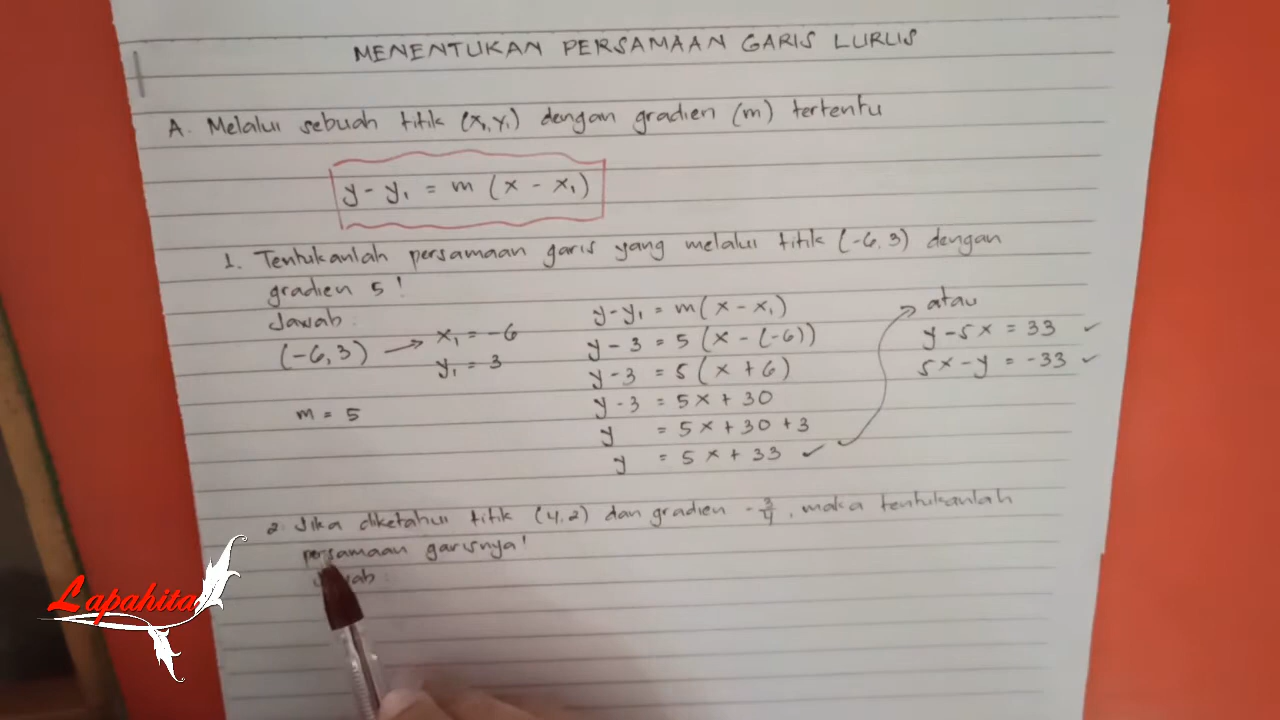 MENENTUKAN PERSAMAAN GARIS LURUS
A. Melalui sebuah titik (x₁, y₁) dengan gradien (m) tertentu
y - y₁ = m (x - x₁)
1. Tentukanlah persamaan garis yang melalui titik (-6, 3) dengan
gradien 5 !
Jawab :
(-6, 3) → x₁ = -6
y₁ = 3
m = 5
y - y₁ = m (x - x₁)
y - 3 = 5 (x - (-6))
y - 3 = 5 (x + 6)
y - 3 = 5x + 30
y = 5x + 30 + 3
y = 5x + 33 ✓
atau
y - 5x = 33 ✓
5x - y = -33 ✓
2. Jika diketahui titik (4, 2) dan gradien - 3/4, maka tentukanlah
persamaan garisnya!
Jawab :
Lapahita